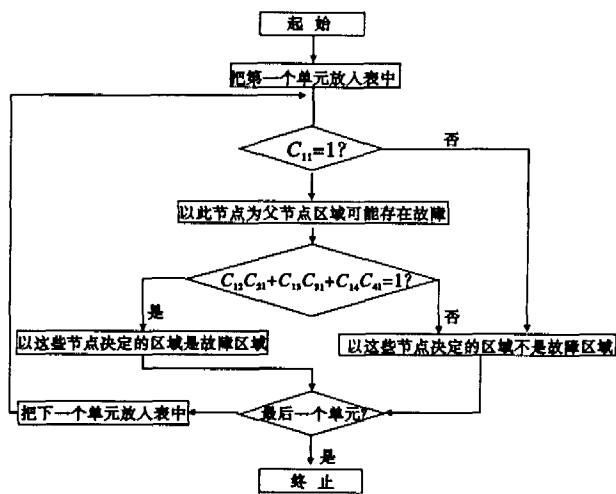 起 始
把第一个单元放入表中
C₁₁=1?
否
以此节点为父节点区域可能存在故障
C₁₂C₂₁+C₁₃C₃₁+C₁₄C₄₁=1?
是
否
以这些节点决定的区域是故障区域
以这些节点决定的区域不是故障区域
把下一个单元放入表中
最后一个单元?
是
终 止